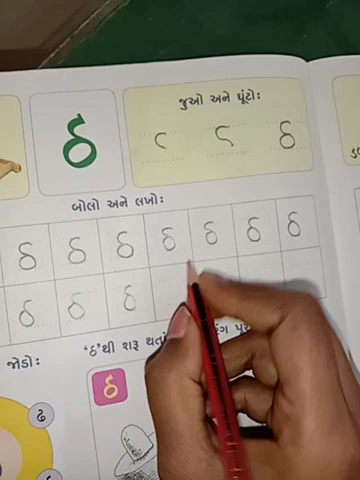 જુઓ અને ઘૂંટો:
ઠ
ઠ
બોલો અને લખો:
ઠ ઠ ઠ ઠ ઠ ઠ ઠ
ઠ ઠ ઠ
જોડો:
‘ઠ’થી શરૂ થતાં
ઠ
ઢ